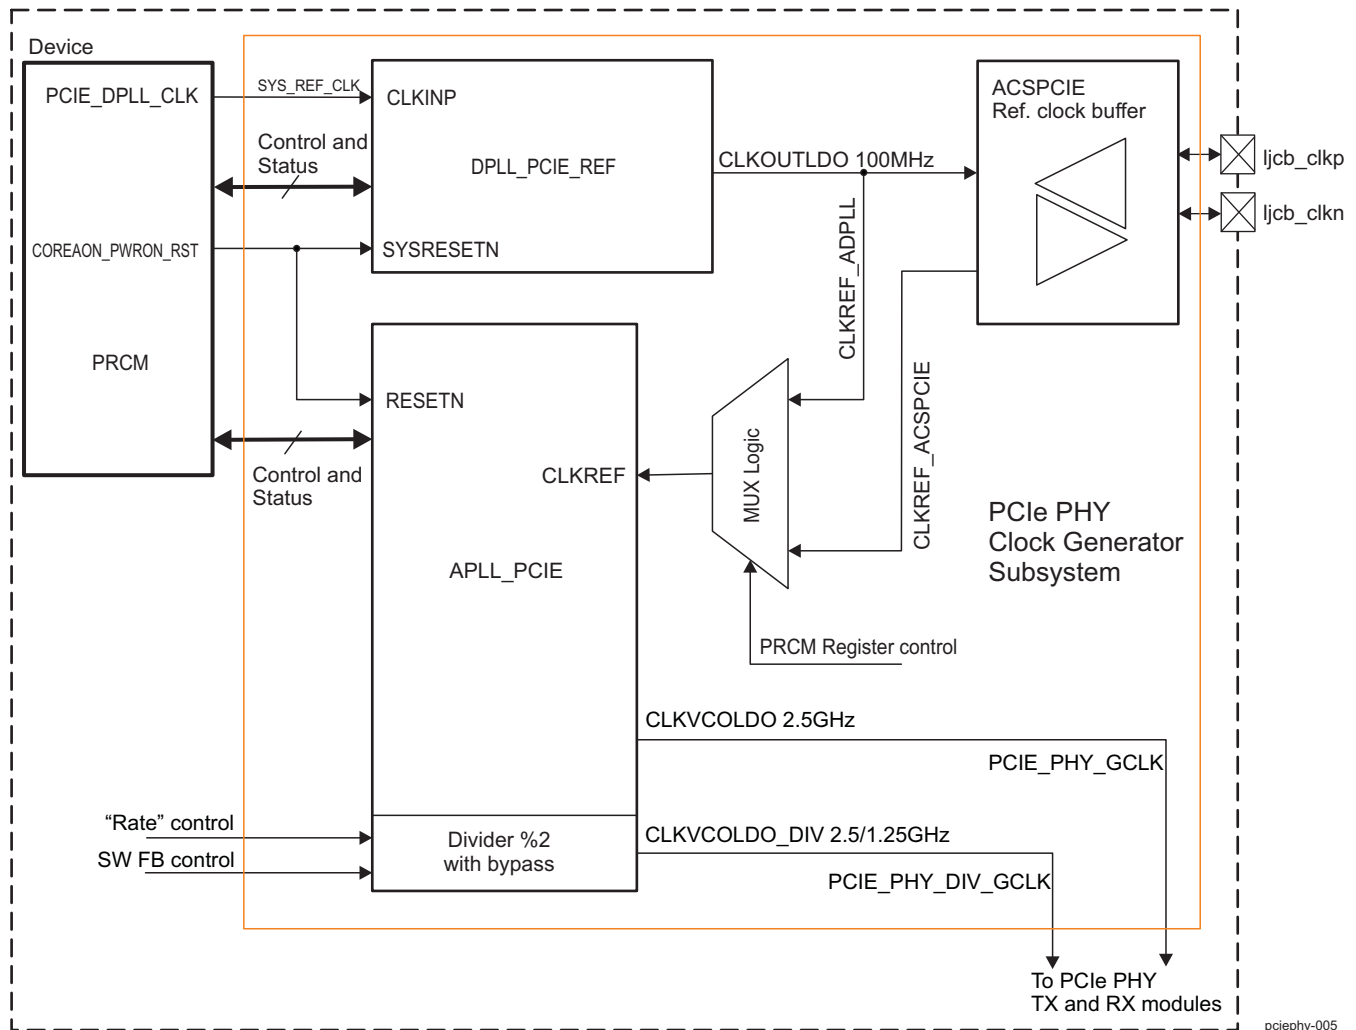 Device
PCIE_DPLL_CLK
SYS_REF_CLK
CLKINP
Control and
Status
DPLL_PCIE_REF
CLKOUTLDO 100MHz
ACSPCIE
Ref. clock buffer
ljcb_clkp
ljcb_clkn
COREAON_PWRON_RST
SYSRESETN
CLKREF_ADPLL
PRCM
RESETN
CLKREF_ACSPCIE
MUX Logic
Control and
Status
CLKREF
PCIe PHY
Clock Generator
Subsystem
APLL_PCIE
PRCM Register control
CLKVCOLDO 2.5GHz
PCIE_PHY_GCLK
“Rate” control
SW FB control
Divider %2
with bypass
CLKVCOLDO_DIV 2.5/1.25GHz
PCIE_PHY_DIV_GCLK
To PCIe PHY
TX and RX modules
pciephy-005